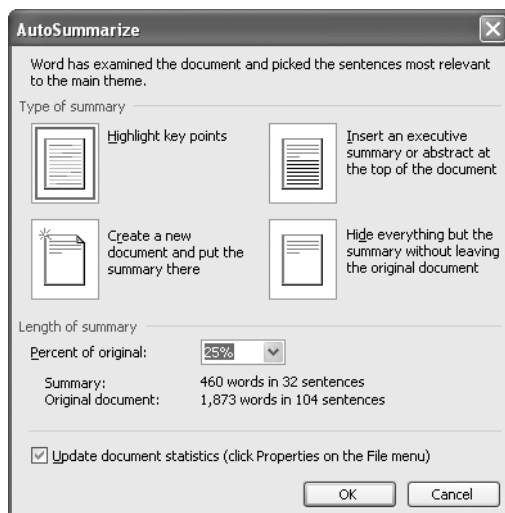 AutoSummarize
Word has examined the document and picked the sentences most relevant
to the main theme.
Type of summary
Highlight key points
Insert an executive
summary or abstract at
the top of the document
Create a new
document and put the
summary there
Hide everything but the
summary without leaving
the original document
Length of summary
Percent of original:
25%
Summary:
460 words in 32 sentences
Original document:
1,873 words in 104 sentences
Update document statistics (click Properties on the File menu)
OK
Cancel